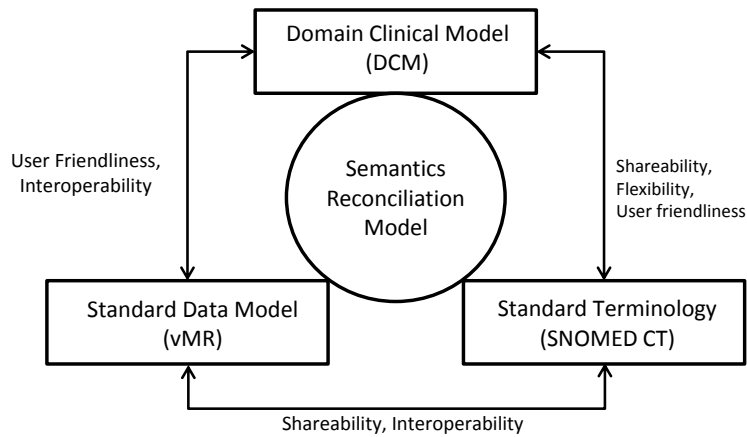 Domain Clinical Model
(DCM)
User Friendliness,
Interoperability
Semantics
Reconciliation
Model
Shareability,
Flexibility,
User friendliness
Standard Data Model
(vMR)
Standard Terminology
(SNOMED CT)
Shareability, Interoperability